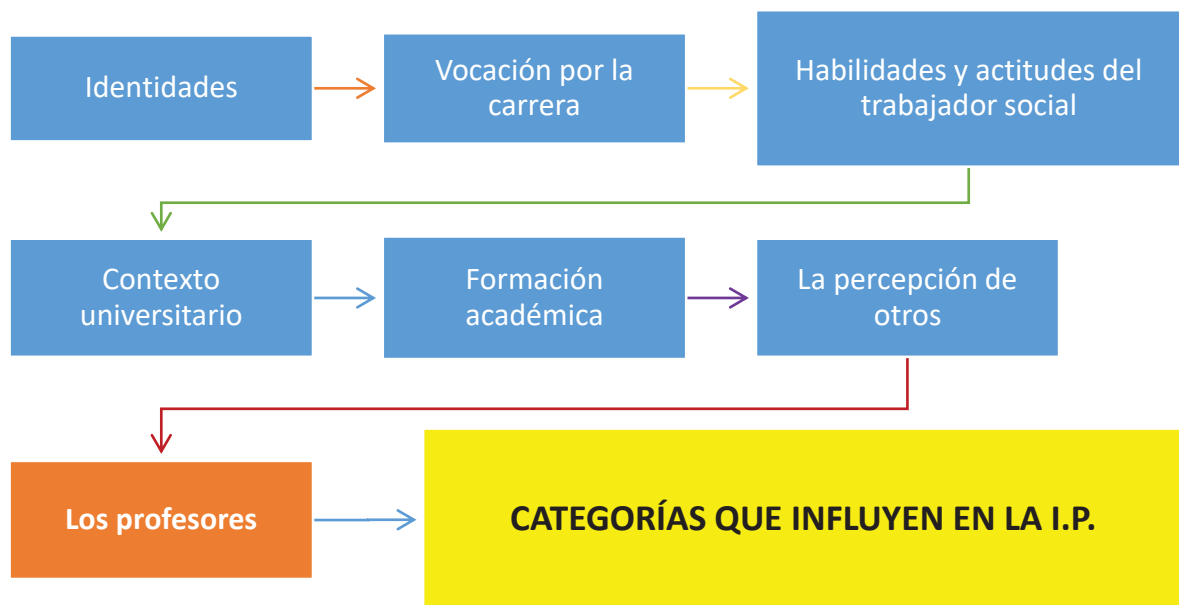 Identidades
Vocación por la
carrera
Habilidades y actitudes del
trabajador social
Contexto
universitario
Formación
académica
La percepción de
otros
Los profesores
CATEGORÍAS QUE INFLUYEN EN LA I.P.